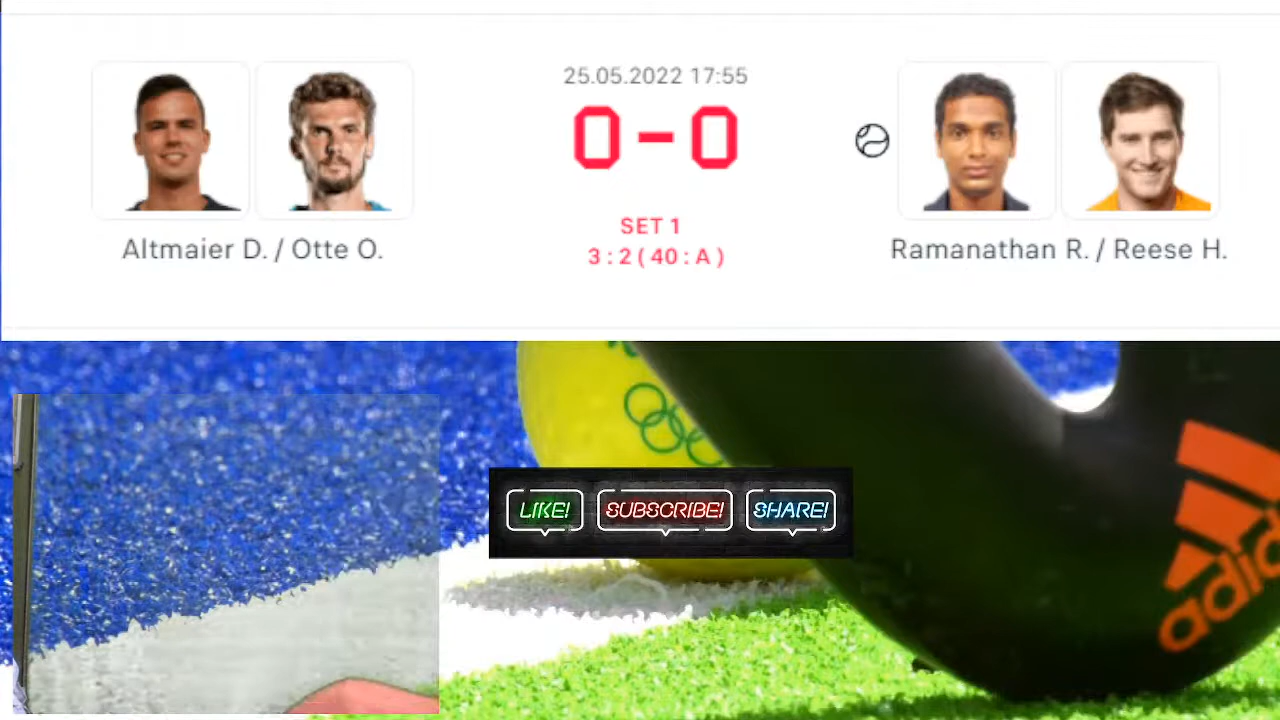 25.05.2022 17:55
0 - 0
SET 1
3 : 2 ( 40 : A )
Altmaier D. / Otte O.
Ramanathan R. / Reese H.
LIKE!
SUBSCRIBE!
SHARE!